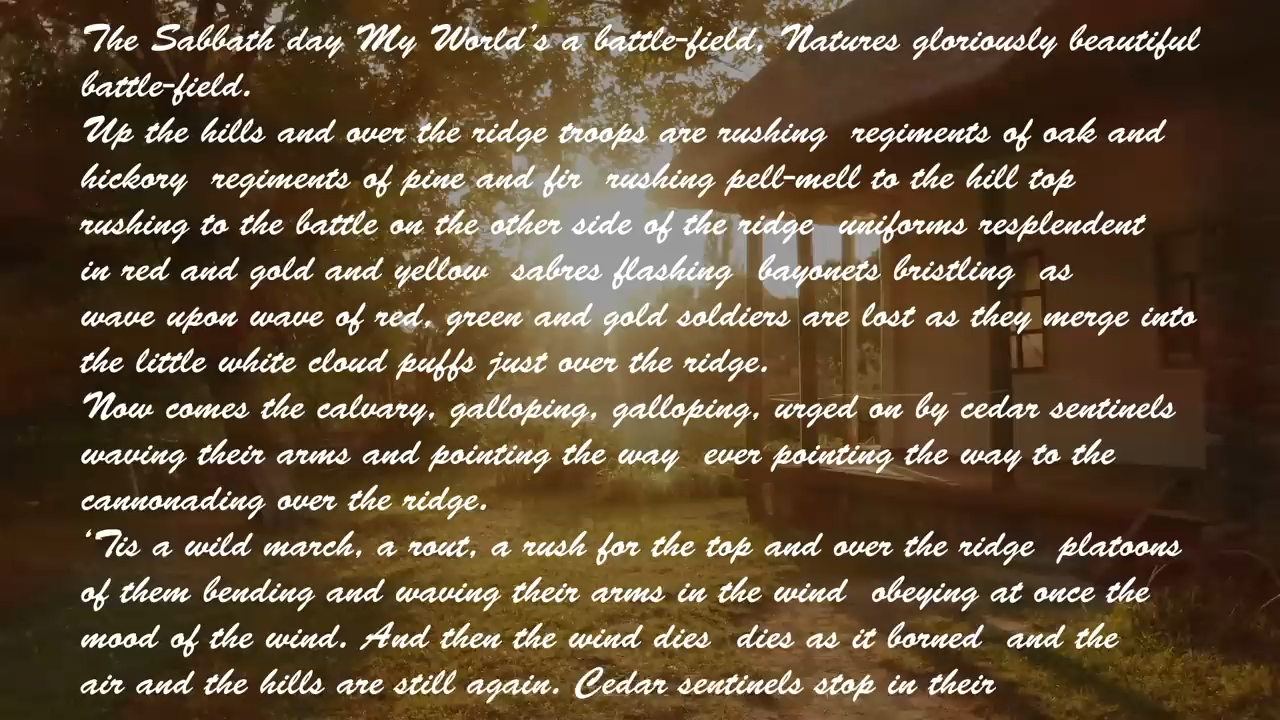 The Sabbath day My World's a battle-field, Natures gloriously beautiful
battle-field.
Up the hills and over the ridge troops are rushing  regiments of oak and
hickory  regiments of pine and fir  rushing pell-mell to the hill top
rushing to the battle on the other side of the ridge  uniforms resplendent
in red and gold and yellow  sabres flashing  bayonets bristling  as
wave upon wave of red, green and gold soldiers are lost as they merge into
the little white cloud puffs just over the ridge.
Now comes the calvary, galloping, galloping, urged on by cedar sentinels
waving their arms and pointing the way  ever pointing the way to the
cannonading over the ridge.
‘Tis a wild march, a rout, a rush for the top and over the ridge  platoons
of them bending and waving their arms in the wind  obeying at once the
mood of the wind. And then the wind dies  dies as it borned  and the
air and the hills are still again. Cedar sentinels stop in their